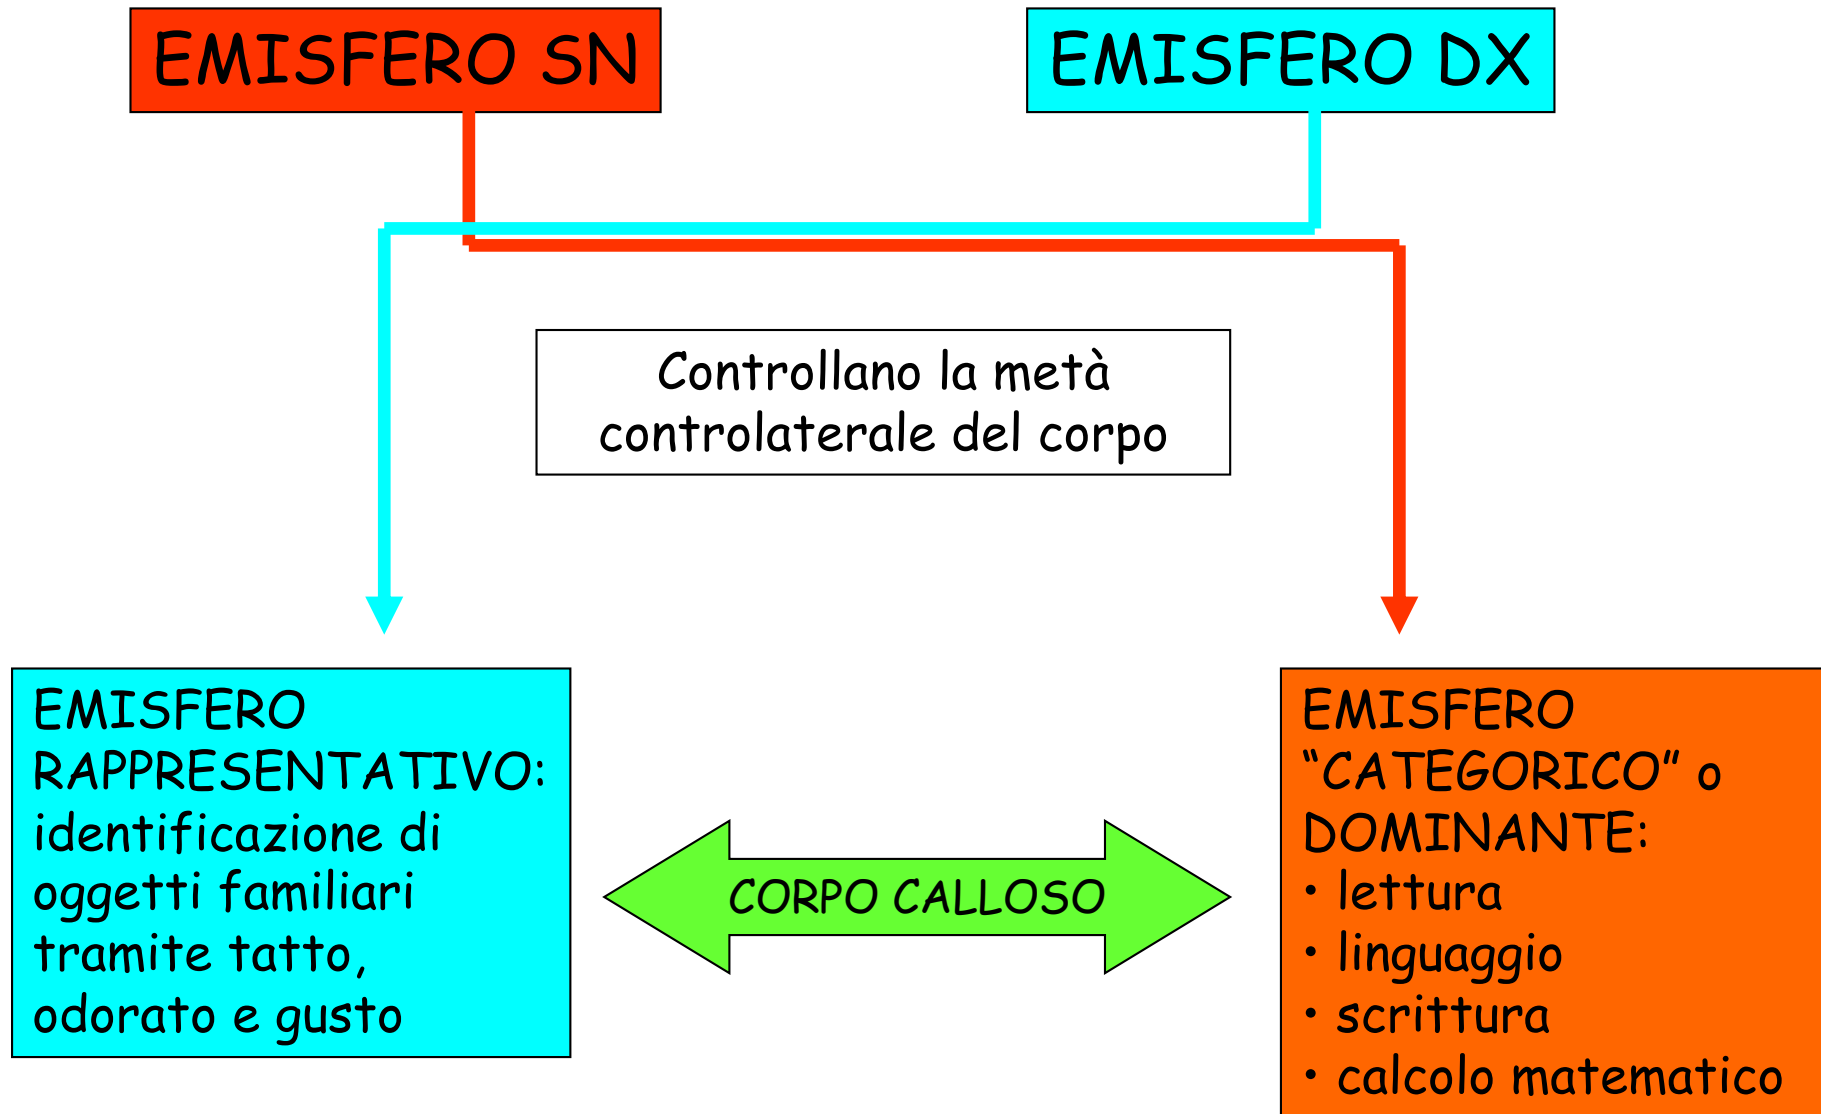 EMISFERO SN
EMISFERO DX
Controllano la metà
controlaterale del corpo
EMISFERO
RAPPRESENTATIVO:
identificazione di
oggetti familiari
tramite tatto,
odorato e gusto
CORPO CALLOSO
EMISFERO
“CATEGORICO” o
DOMINANTE:
• lettura
• linguaggio
• scrittura
• calcolo matematico